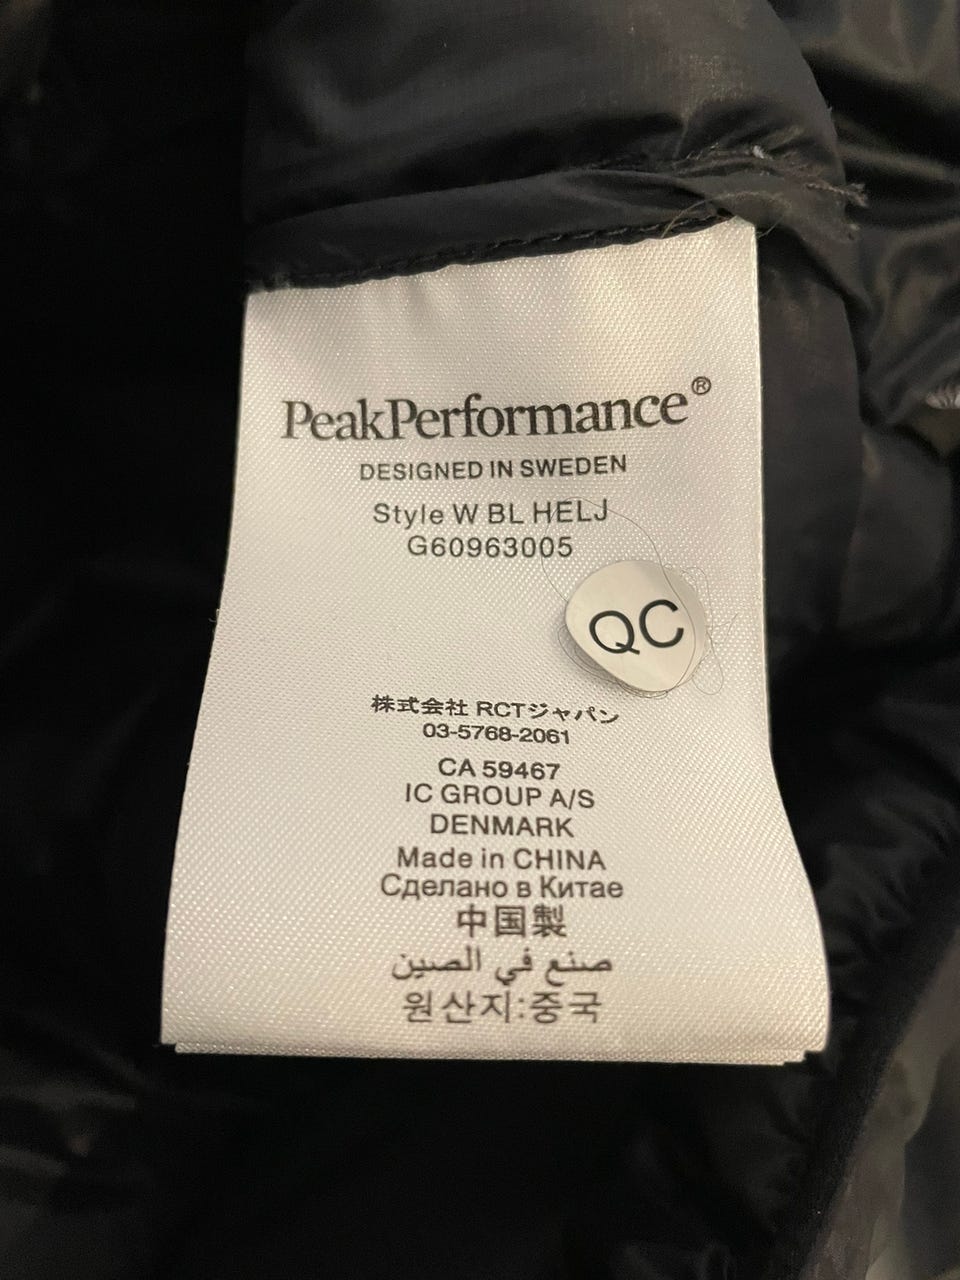 PeakPerformance®
DESIGNED IN SWEDEN
Style W BL HELJ
G60963005
QC
株式会社 RCTジャパン
03-5768-2061
CA 59467
IC GROUP A/S
DENMARK
Made in CHINA
Сделано в Китае
中国製
صنع في الصين
원산지:중국